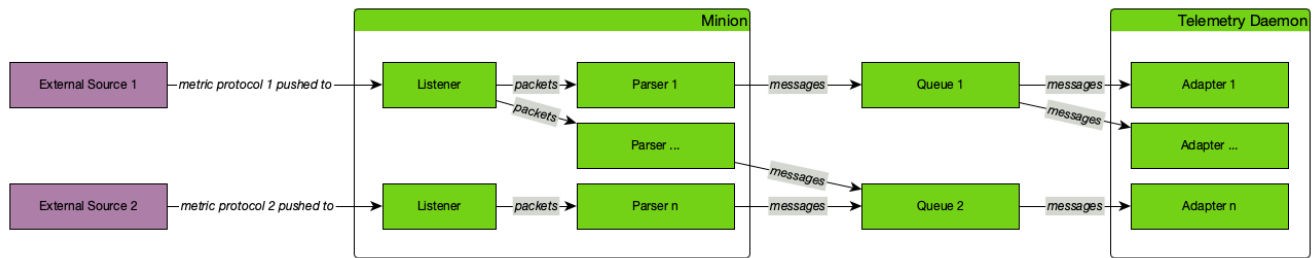 Minion
Telemetry Daemon
External Source 1
metric protocol 1 pushed to
Listener
packets
Parser 1
messages
Queue 1
messages
Adapter 1
packets
messages
Parser ...
Adapter ...
messages
External Source 2
metric protocol 2 pushed to
Listener
packets
Parser n
messages
Queue 2
messages
Adapter n